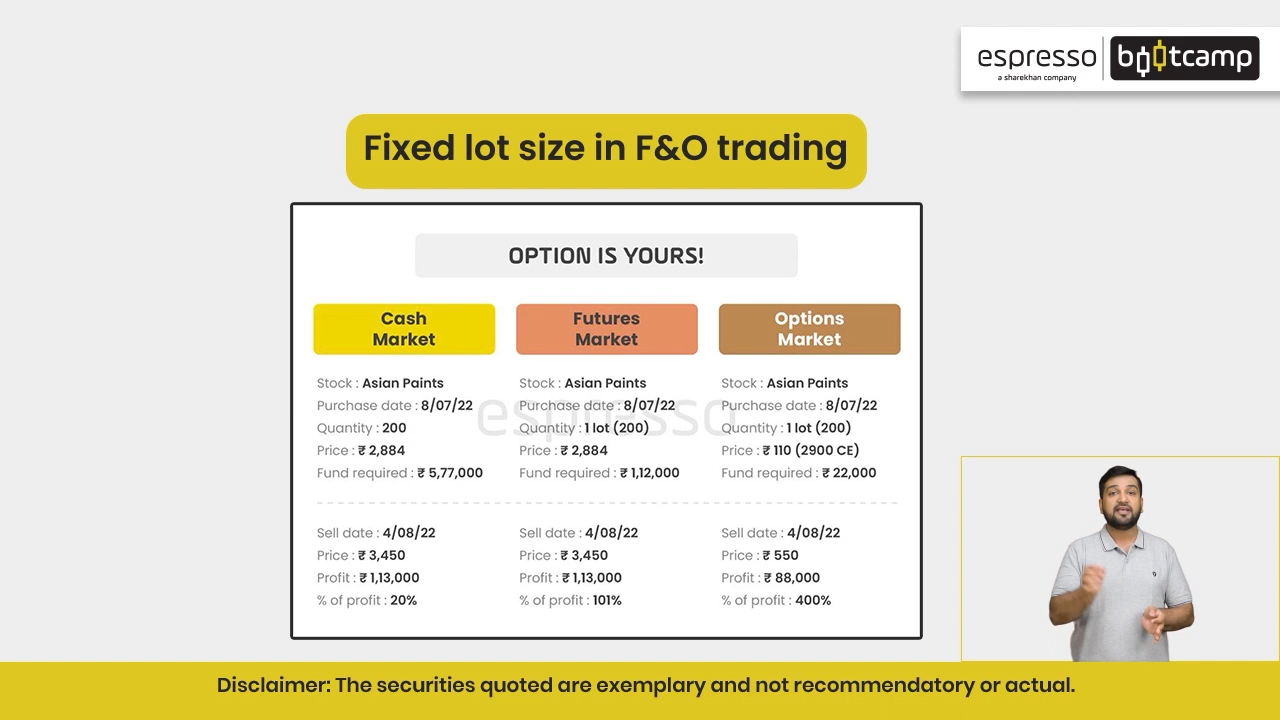 espresso
a sharekhan company
bootcamp
Fixed lot size in F&O trading
OPTION IS YOURS!
Cash
Market
Stock : Asian Paints
Purchase date : 8/07/22
Quantity : 200
Price : ₹ 2,884
Fund required : ₹ 5,77,000
Sell date : 4/08/22
Price : ₹ 3,450
Profit : ₹ 1,13,000
% of profit : 20%
Futures
Market
Stock : Asian Paints
Purchase date : 8/07/22
Quantity : 1 lot (200)
Price : ₹ 2,884
Fund required : ₹ 1,12,000
Sell date : 4/08/22
Price : ₹ 3,450
Profit : ₹ 1,13,000
% of profit : 101%
Options
Market
Stock : Asian Paints
Purchase date : 8/07/22
Quantity : 1 lot (200)
Price : ₹ 110 (2900 CE)
Fund required : ₹ 22,000
Sell date : 4/08/22
Price : ₹ 550
Profit : ₹ 88,000
% of profit : 400%
espresso
Disclaimer: The securities quoted are exemplary and not recommendatory or actual.